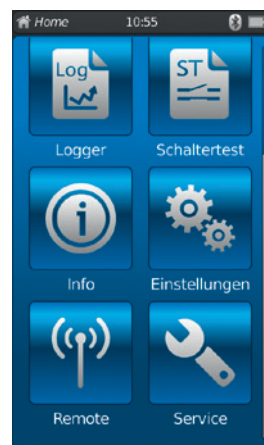 Home 10:55
Log ST
Logger Schaltertest
Info Einstellungen
Remote Service